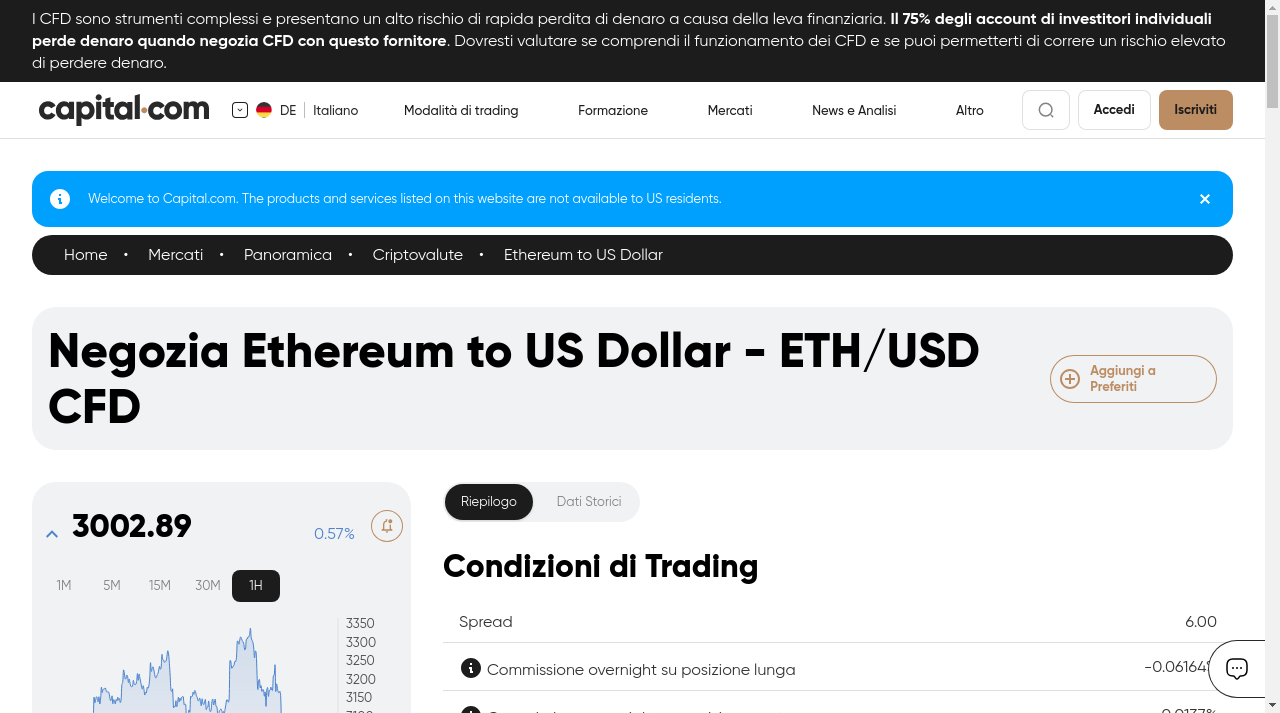 I CFD sono strumenti complessi e presentano un alto rischio di rapida perdita di denaro a causa della leva finanziaria. Il 75% degli account di investitori individuali
perde denaro quando negozia CFD con questo fornitore. Dovresti valutare se comprendi il funzionamento dei CFD e se puoi permetterti di correre un rischio elevato
di perdere denaro.
capital.com DE Italiano Modalità di trading Formazione Mercati News e Analisi Altro Accedi Iscriviti
Welcome to Capital.com. The products and services listed on this website are not available to US residents.
Home • Mercati • Panoramica • Criptovalute • Ethereum to US Dollar
Negozia Ethereum to US Dollar - ETH/USD
CFD
Aggiungi a
Preferiti
3002.89 0.57%
1M 5M 15M 30M 1H
3350
3300
3250
3200
3150
Riepilogo Dati Storici
Condizioni di Trading
Spread 6.00
Commissione overnight su posizione lunga